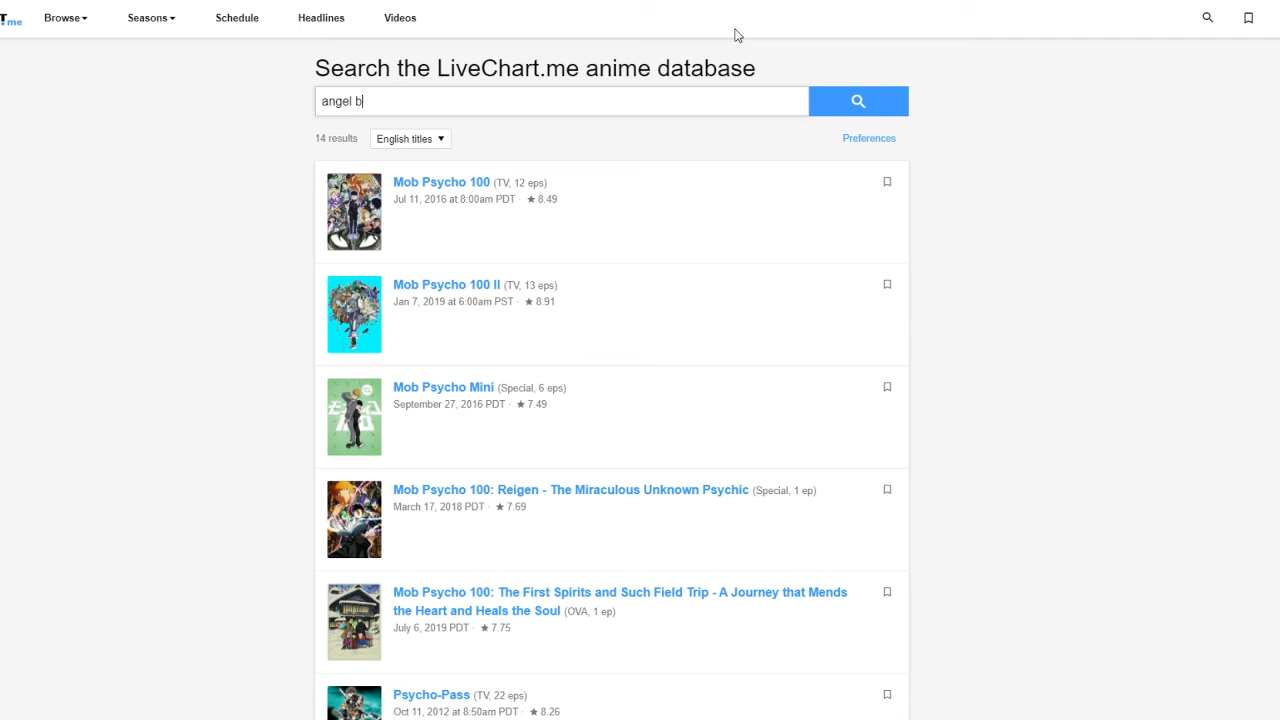 T.me Browse Seasons Schedule Headlines Videos
Search the LiveChart.me anime database
angel b
14 results English titles Preferences
Mob Psycho 100 (TV, 12 eps)
Jul 11, 2016 at 8:00am PDT · ★ 8.49
Mob Psycho 100 II (TV, 13 eps)
Jan 7, 2019 at 6:00am PST · ★ 8.91
Mob Psycho Mini (Special, 6 eps)
September 27, 2016 PDT · ★ 7.49
Mob Psycho 100: Reigen - The Miraculous Unknown Psychic (Special, 1 ep)
March 17, 2018 PDT · ★ 7.69
Mob Psycho 100: The First Spirits and Such Field Trip - A Journey that Mends
the Heart and Heals the Soul (OVA, 1 ep)
July 6, 2019 PDT · ★ 7.75
Psycho-Pass (TV, 22 eps)
Oct 11, 2012 at 8:50am PDT · ★ 8.26